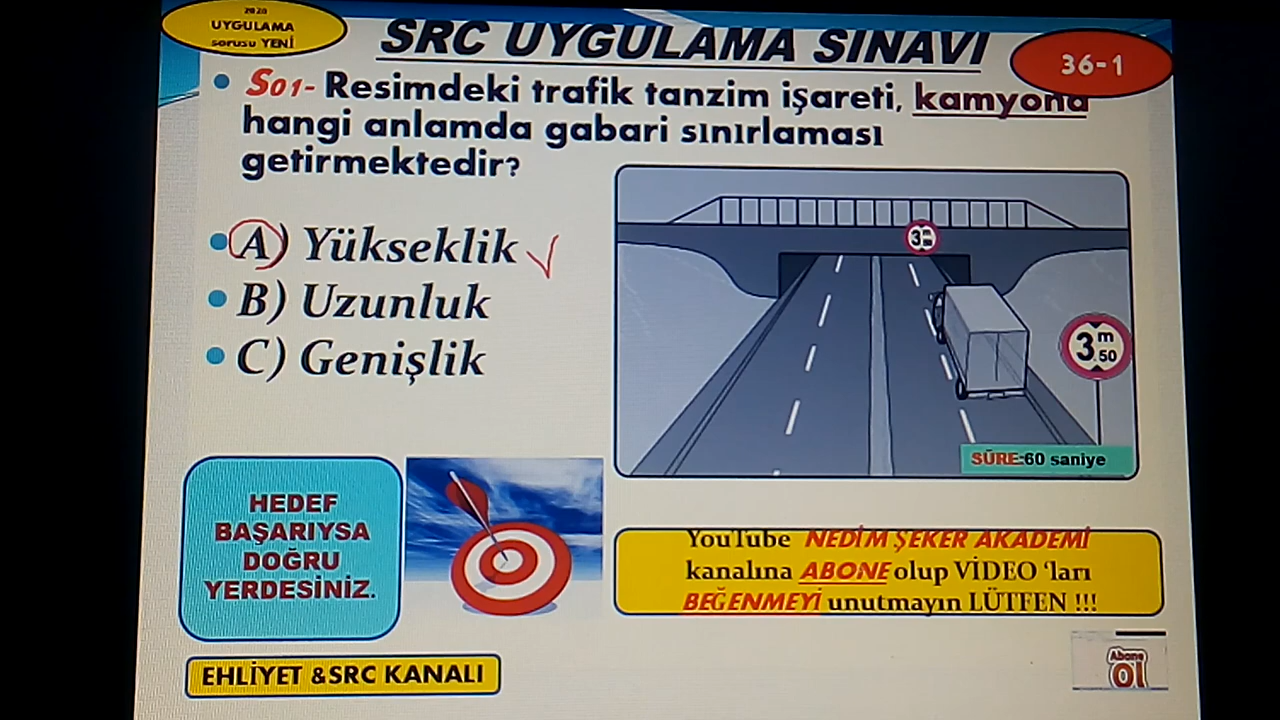 2020
UYGULAMA
sorusu YENİ
SRC UYGULAMA SINAVI
36-1
S01- Resimdeki trafik tanzim işareti, kamyona
hangi anlamda gabari sınırlaması
getirmektedir?
A) Yükseklik
B) Uzunluk
C) Genişlik
3 m
3 m
.50
SÜRE:60 saniye
HEDEF
BAŞARIYSA
DOĞRU
YERDESİNİZ.
YouTube NEDİM ŞEKER AKADEMİ
kanalına ABONE olup VİDEO 'ları
BEĞENMEYİ unutmayın LÜTFEN !!!
EHLİYET &SRC KANALI
Abone
Ol